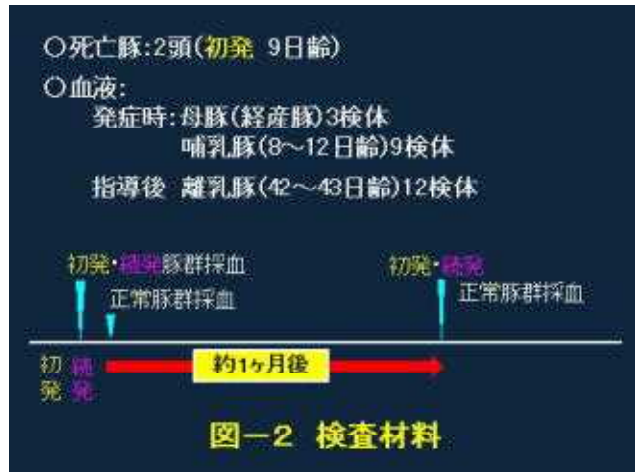 ○死亡豚:2頭(初発 9日齢)
○血液:
発症時:母豚(経産豚)3検体
哺乳豚(8~12日齢)9検体
指導後 離乳豚(42~43日齢)12検体
初発・続発豚群採血
正常豚群採血
初発・続発
正常豚群採血
初発
続発
約1ヶ月後
図-2 検査材料